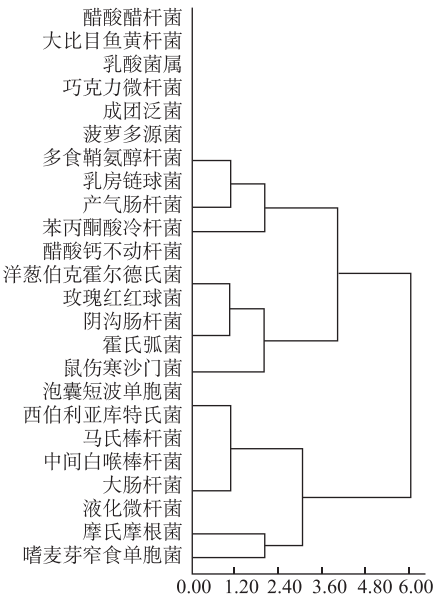 醋酸醋杆菌
大比目鱼黄杆菌
乳酸菌属
巧克力微杆菌
成团泛菌
菠萝多源菌
多食鞘氨醇杆菌
乳房链球菌
产气肠杆菌
苯丙酮酸冷杆菌
醋酸钙不动杆菌
洋葱伯克霍尔德氏菌
玫瑰红红球菌
阴沟肠杆菌
霍氏弧菌
鼠伤寒沙门菌
泡囊短波单胞菌
西伯利亚库特氏菌
马氏棒杆菌
中间白喉棒杆菌
大肠杆菌
液化微杆菌
摩氏摩根菌
嗜麦芽窄食单胞菌
0.00 1.20 2.40 3.60 4.80 6.00